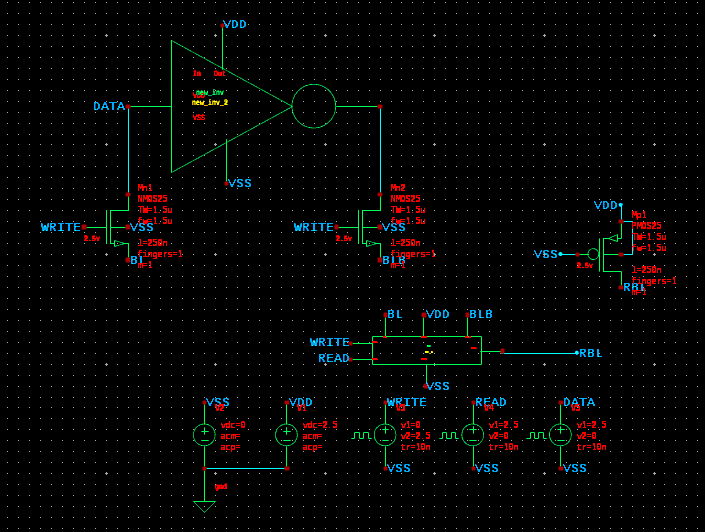 VDD
In Out
new_inv
new_inv_2
VSS
DATA
VSS
Mn1
NMOS25
TW=1.5u
fw=1.5u
WRITE
VSS
2.5v
l=250n
fingers=1
m=1
BL
Mn2
NMOS25
TW=1.5u
fw=1.5u
WRITE
VSS
2.5v
l=250n
fingers=1
BLB
VDD
Mp1
PMOS25
TW=1.5u
fw=1.5u
VSS
2.5v
l=250n
fingers=1
m=1
RBL
BL
VDD
BLB
WRITE
READ
RBL
VSS
VSS
V2
vdc=0
acm=
acp=
VDD
V1
vdc=2.5
acm=
acp=
WRITE
V3
v1=0
v2=2.5
tr=10n
VSS
READ
V4
v1=2.5
v2=0
tr=10n
VSS
DATA
V5
v1=2.5
v2=0
tr=10n
VSS
gnd